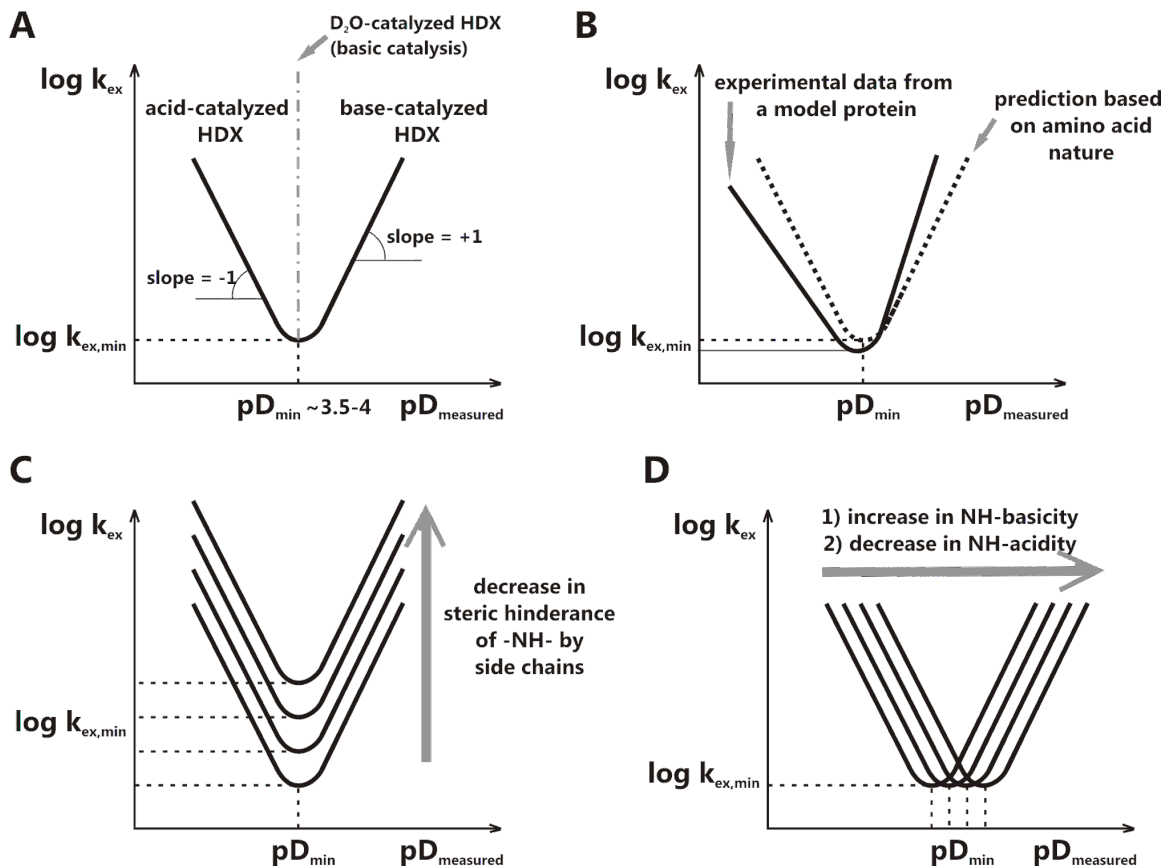 A
D₂O-catalyzed HDX
(basic catalysis)
log kₑₓ
acid-catalyzed
HDX
base-catalyzed
HDX
slope = +1
slope = -1
log kₑₓ,min
pDmin ~3.5-4
pDmeasured
B
log kₑₓ
experimental data from
a model protein
prediction based
on amino acid
nature
log kₑₓ,min
pDmin
pDmeasured
C
log kₑₓ
decrease in
steric hinderance
of -NH- by
side chains
log kₑₓ,min
pDmin
pDmeasured
D
log kₑₓ
1) increase in NH-basicity
2) decrease in NH-acidity
log kₑₓ,min
pDmin
pDmeasured